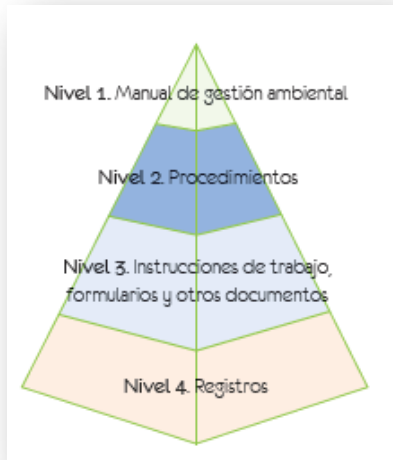 Nivel 1. Manual de gestión ambiental
Nivel 2. Procedimientos
Nivel 3. Instrucciones de trabajo,
formularios y otros documentos
Nivel 4. Registros